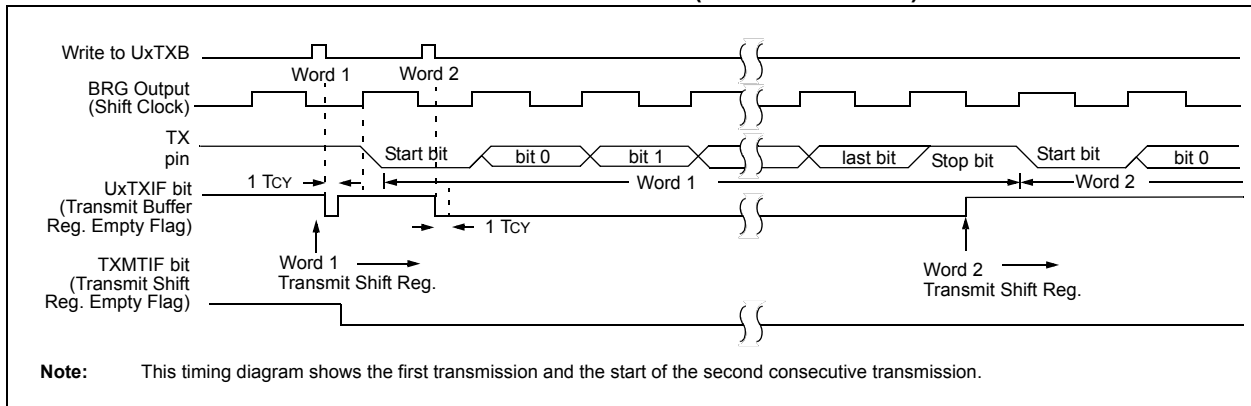 Write to UxTXB
Word 1
Word 2
BRG Output
(Shift Clock)
TX
pin
Start bit
bit 0
bit 1
last bit
Stop bit
Start bit
bit 0
1 TCY
Word 1
Word 2
UxTXIF bit
(Transmit Buffer
Reg. Empty Flag)
1 TCY
TXMTIF bit
(Transmit Shift
Reg. Empty Flag)
Word 1
Transmit Shift Reg.
Word 2
Transmit Shift Reg.
Note: This timing diagram shows the first transmission and the start of the second consecutive transmission.